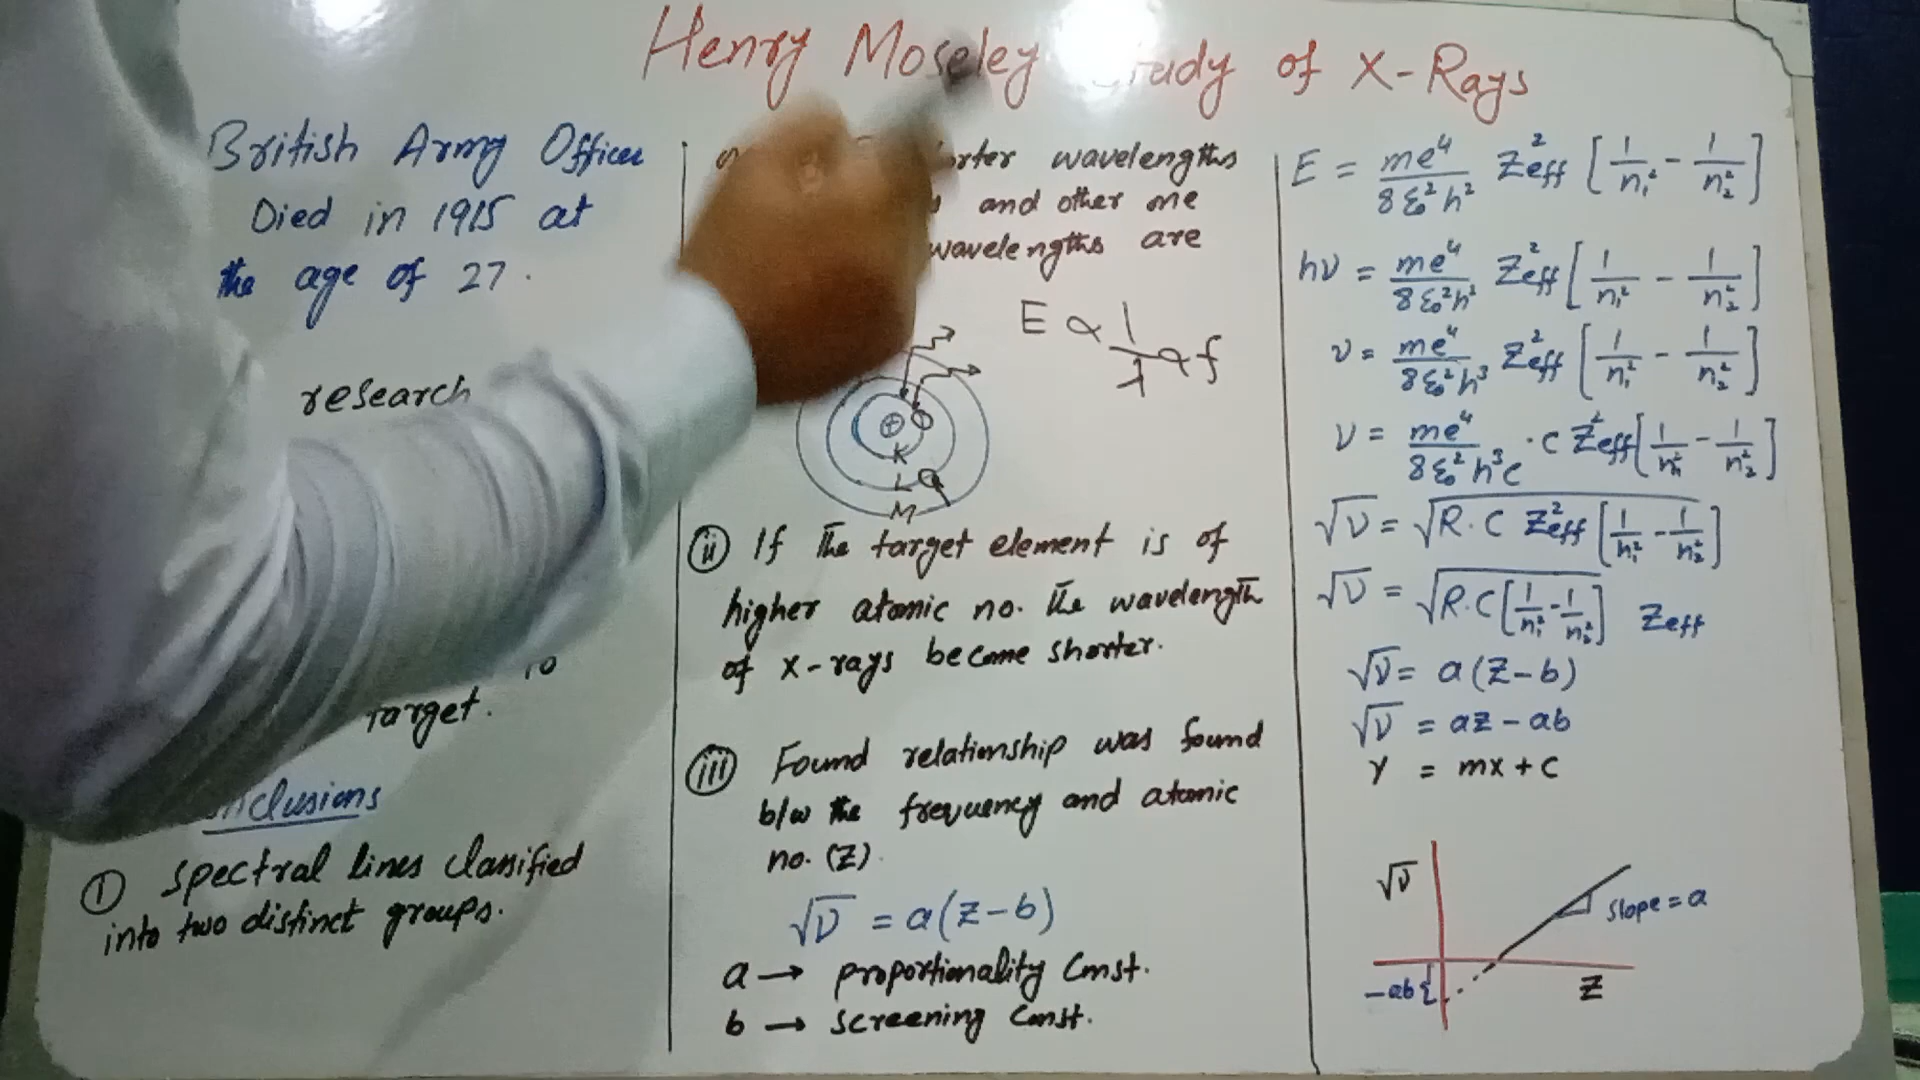 Henry Moseley Study of X-Rays
British Army Officer
Died in 1915 at
the age of 27.
research
to
Target.
Conclusions
(I) Spectral lines classified
into two distinct groups.
wavelengths
and other one
wavelengths are
E ∝ 1/λ ∝ f
+
K
L
M
(ii) If the target element is of
higher atomic no. the wavelength
of x-rays become shorter.
(iii) Found relationship was found
b/w the frequency and atomic
no. (Z).
√ν = a(Z-b)
a → proportionality Const.
b → screening Const.
E = me⁴/8ε₀²h² Z²eff [1/n₁² - 1/n₂²]
hν = me⁴/8ε₀²h² Z²eff [1/n₁² - 1/n₂²]
ν = me⁴/8ε₀²h³ Z²eff [1/n₁² - 1/n₂²]
ν = me⁴/8ε₀²h³c · c Z²eff [1/n₁² - 1/n₂²]
√ν = √R·C Z²eff [1/n₁² - 1/n₂²]
√ν = √R·C [1/n₁² - 1/n₂²] Zeff
√ν = a(Z-b)
√ν = aZ - ab
Y = mx + c
√ν
Slope = a
-ab{
Z